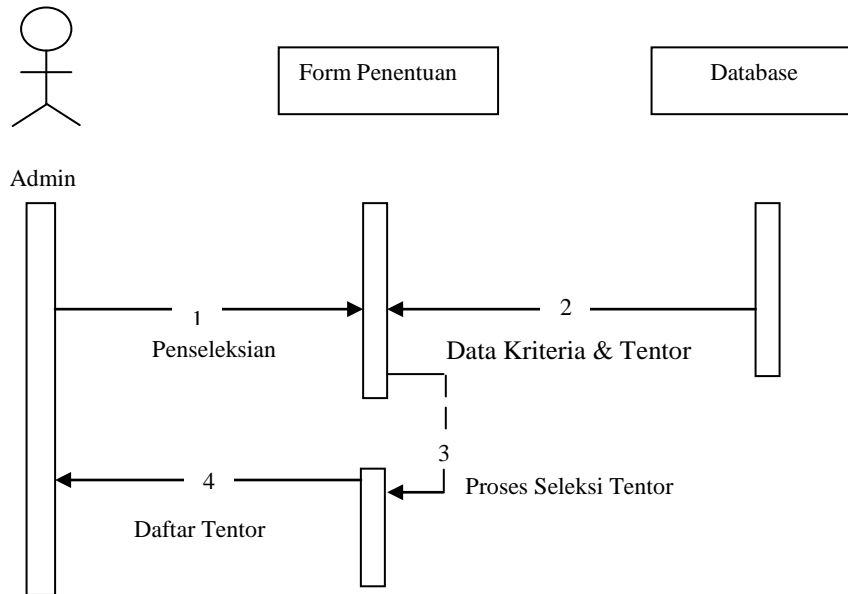 Form Penentuan
Database
Admin
1
2
Penseleksian
Data Kriteria & Tentor
3
4
Proses Seleksi Tentor
Daftar Tentor